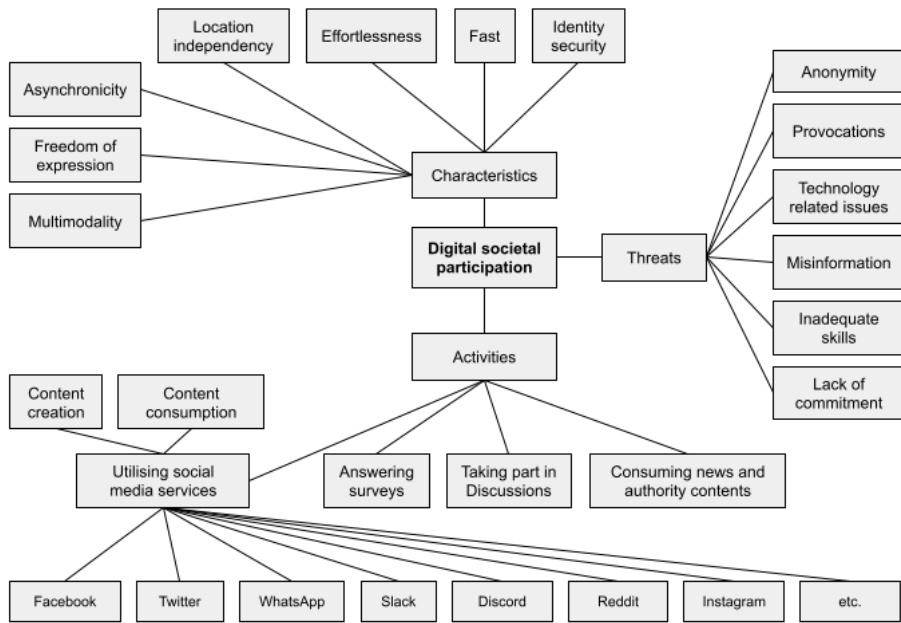 Location
independency
Effortlessness
Fast
Identity
security
Asynchronicity
Freedom of
expression
Multimodality
Characteristics
Anonymity
Provocations
Technology
related issues
Misinformation
Inadequate
skills
Lack of
commitment
Digital societal
participation
Threats
Activities
Content
creation
Content
consumption
Utilising social
media services
Answering
surveys
Taking part in
Discussions
Consuming news and
authority contents
Facebook
Twitter
WhatsApp
Slack
Discord
Reddit
Instagram
etc.